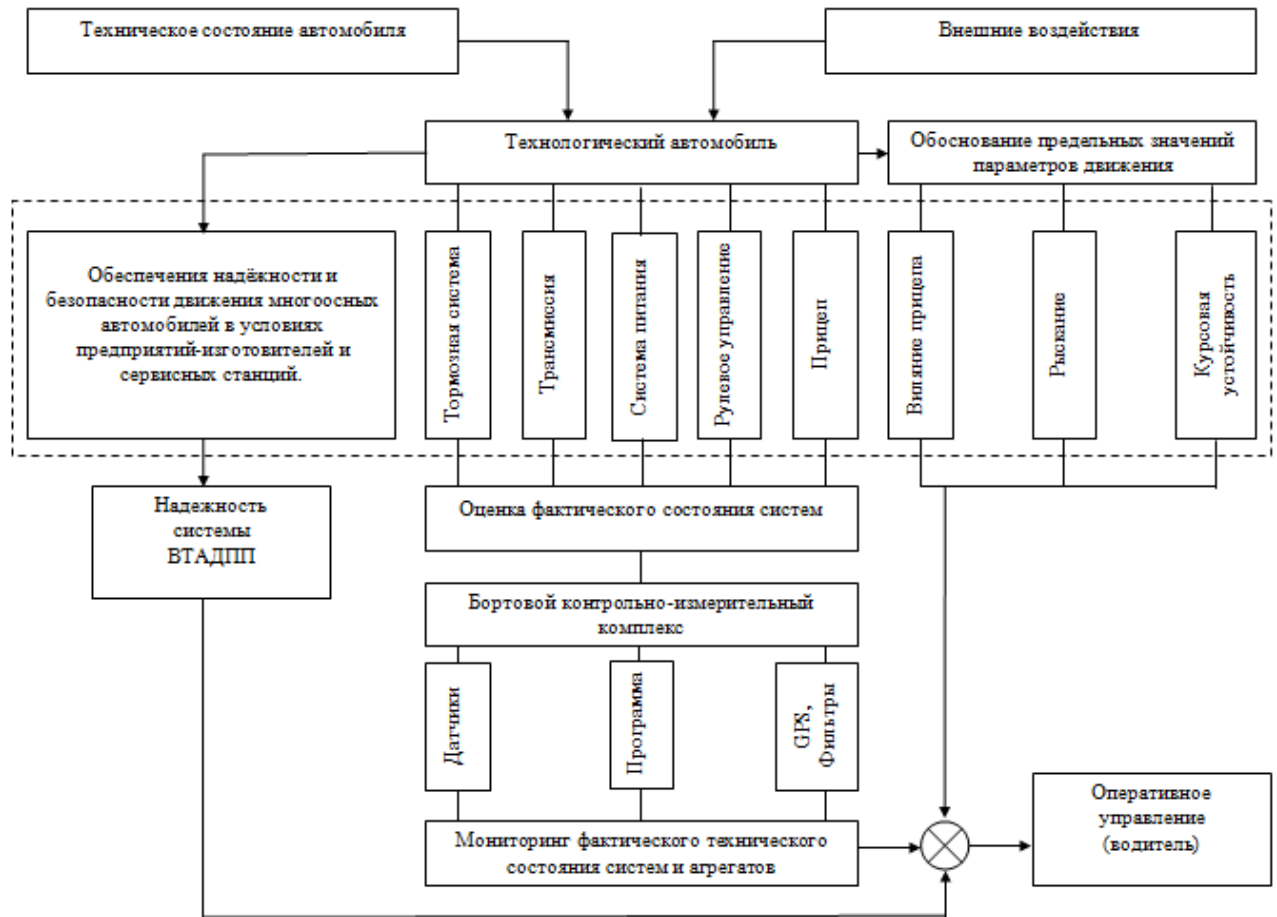 Техническое состояние автомобиля
Внешние воздействия
Технологический автомобиль
Обоснование предельных значений
параметров движения
Обеспечения надёжности и
безопасности движения многоосных
автомобилей в условиях
предприятий-изготовителей и
сервисных станций.
Тормозная система
Трансмиссия
Система питания
Рулевое управление
Прицеп
Виляние прицепа
Рыскание
Курсовая
устойчивость
Надежность
системы
ВТАДПП
Оценка фактического состояния систем
Бортовой контрольно-измерительный
комплекс
Датчики
Программа
GPS,
Фильтры
Мониторинг фактического технического
состояния систем и агрегатов
Оперативное
управление
(водитель)